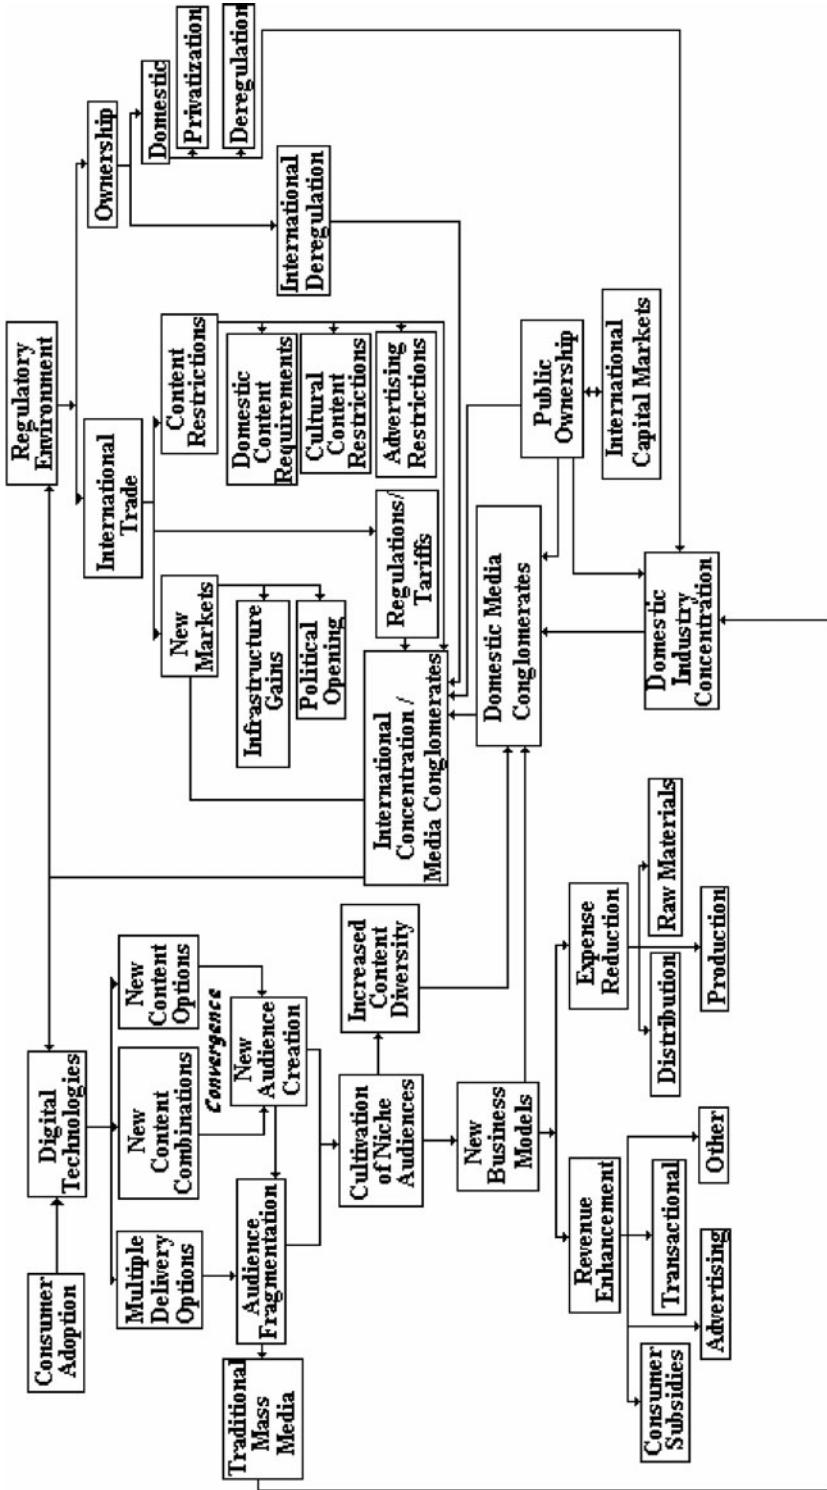 Consumer
Adoption
Digital
Technologies
Regulatory
Environment
Multiple
Delivery
Options
New
Content
Combinations
New
Content Options
Convergence
International
Trade
Ownership
New
Markets
Content
Restrictions
Domestic
Privatization
Deregulation
Traditional
Mass
Media
Audience
Fragmentation
New
Audience
Creation
Infrastructure
Gains
Political
Opening
Domestic
Content
Requirements
Cultural
Content
Restrictions
Advertising
Restrictions
International
Deregulation
Cultivation
of Niche
Audiences
Increased
Content
Diversity
International
Concentration /
Media Conglomerates
Regulations/
Tariffs
New
Business
Models
Domestic Media
Conglomerates
Public
Ownership
Revenue
Enhancement
Expense
Reduction
International
Capital Markets
Consumer
Subsidies
Transactional
Distribution
Raw Materials
Domestic
Industry
Concentration
Advertising
Other
Production